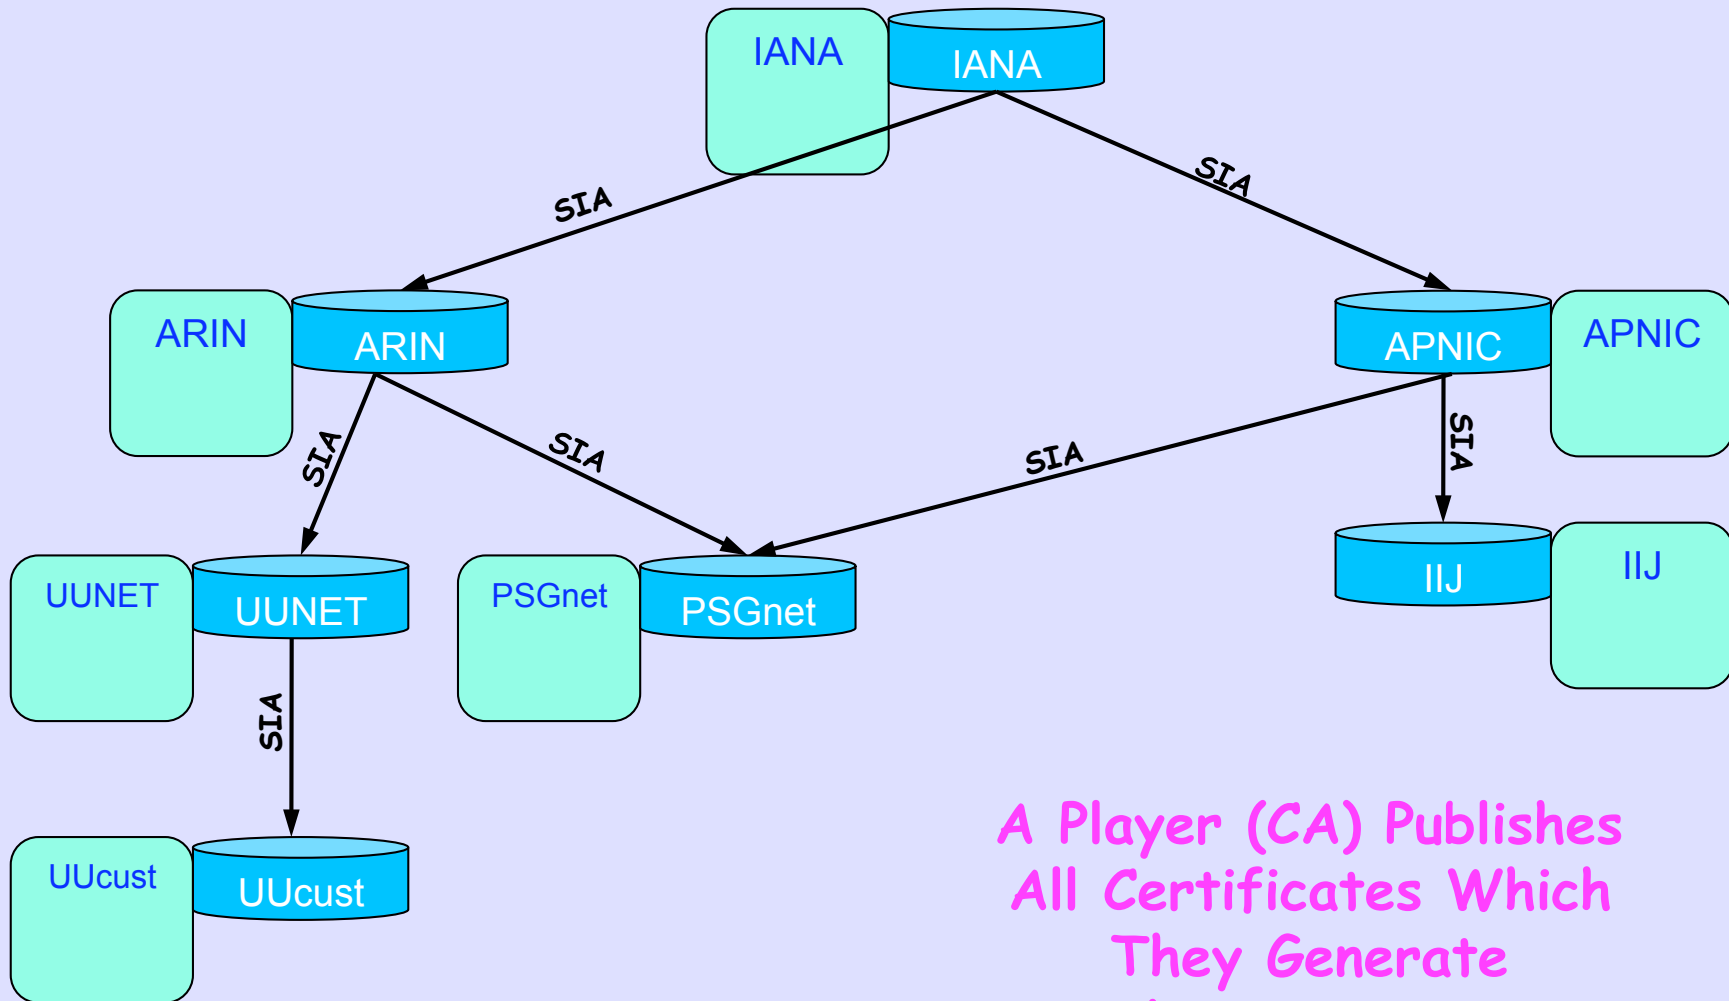 IANA
IANA
SIA
SIA
ARIN
ARIN
APNIC
APNIC
SIA
SIA
SIA
SIA
UUNET
UUNET
PSGnet
PSGnet
IIJ
IIJ
SIA
UUcust
UUcust
A Player (CA) Publishes
All Certificates Which
They Generate